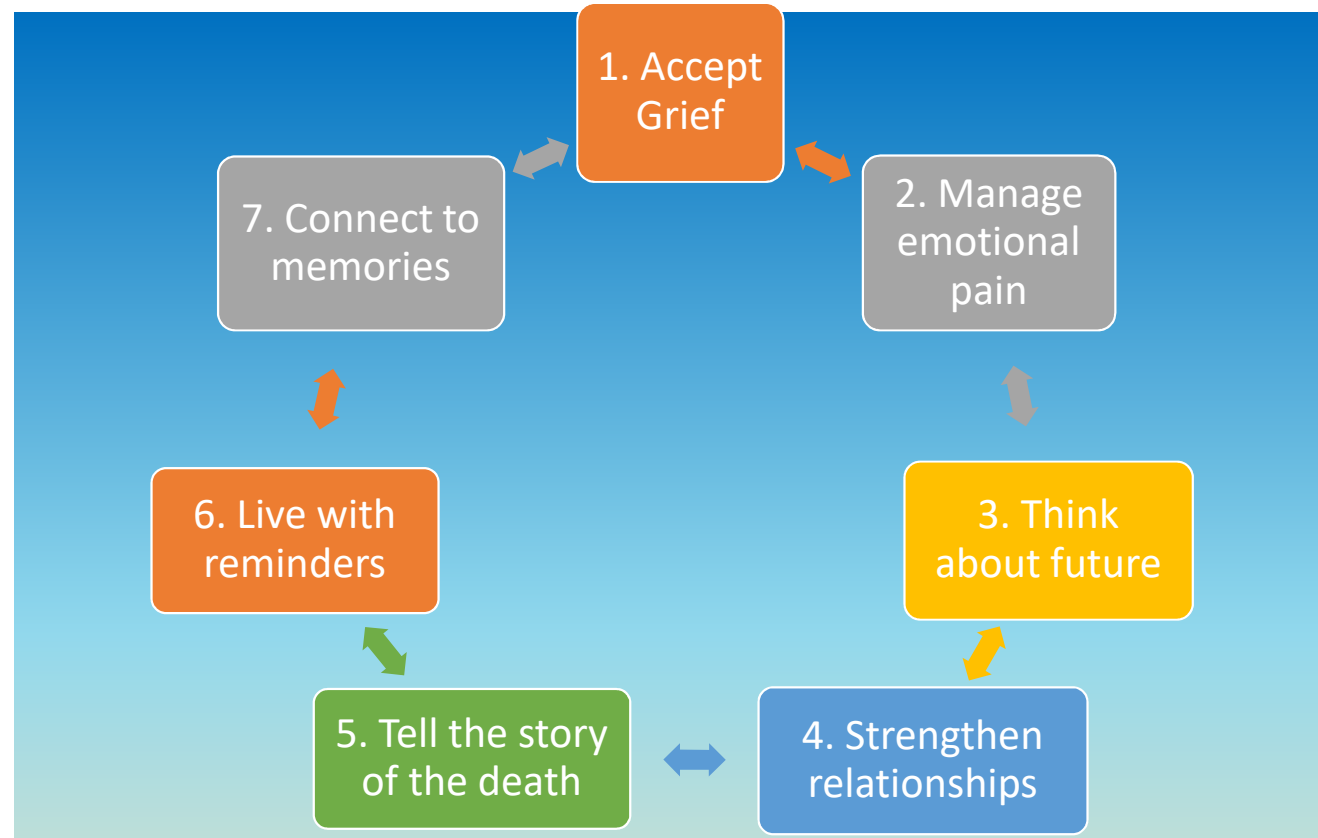 1. Accept
Grief
2. Manage
emotional
pain
3. Think
about future
4. Strengthen
relationships
5. Tell the story
of the death
6. Live with
reminders
7. Connect to
memories